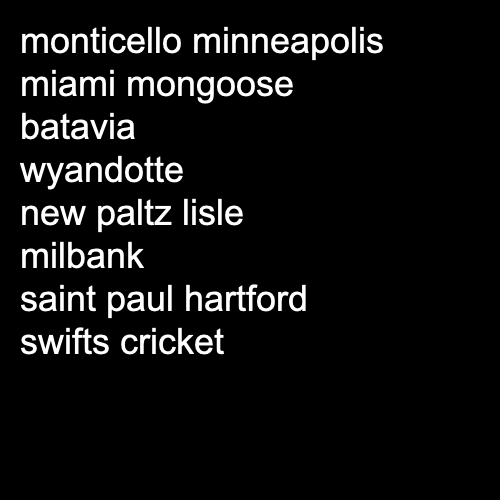 monticello minneapolis
miami mongoose
batavia
wyandotte
new paltz lisle
milbank
saint paul hartford
swifts cricket